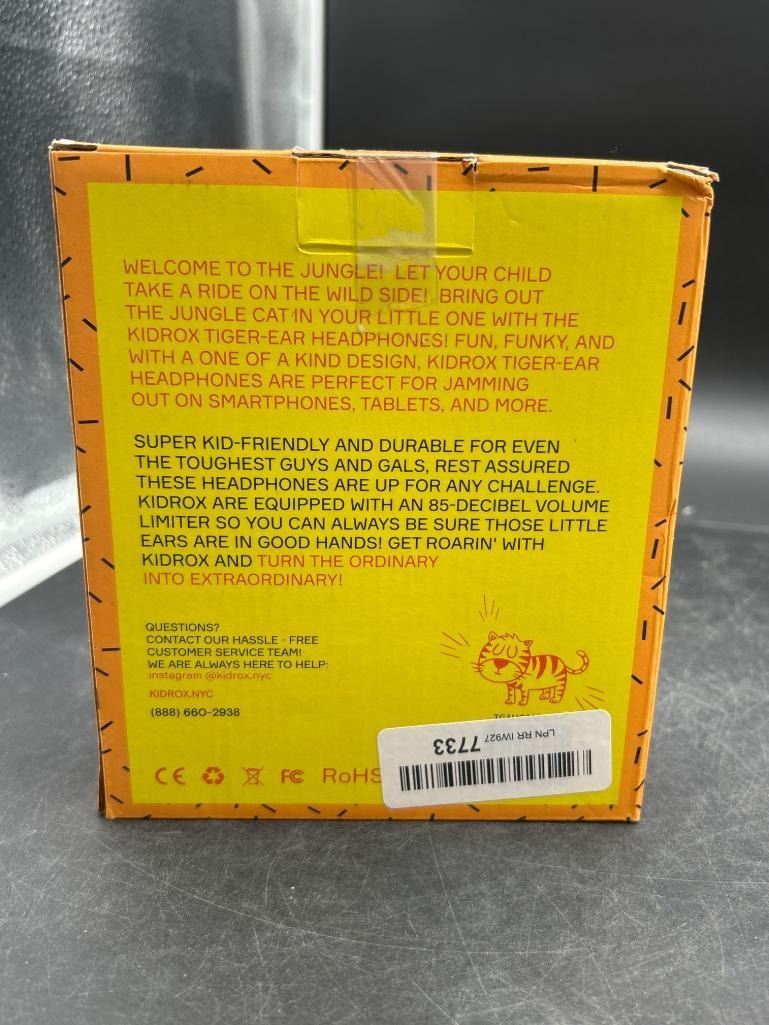 WELCOME TO THE JUNGLE! LET YOUR CHILD
TAKE A RIDE ON THE WILD SIDE! BRING OUT
THE JUNGLE CAT IN YOUR LITTLE ONE WITH THE
KIDROX TIGER-EAR HEADPHONES! FUN, FUNKY, AND
WITH A ONE OF A KIND DESIGN, KIDROX TIGER-EAR
HEADPHONES ARE PERFECT FOR JAMMING
OUT ON SMARTPHONES, TABLETS, AND MORE.
SUPER KID-FRIENDLY AND DURABLE FOR EVEN
THE TOUGHEST GUYS AND GALS, REST ASSURED
THESE HEADPHONES ARE UP FOR ANY CHALLENGE.
KIDROX ARE EQUIPPED WITH AN 85-DECIBEL VOLUME
LIMITER SO YOU CAN ALWAYS BE SURE THOSE LITTLE
EARS ARE IN GOOD HANDS! GET ROARIN' WITH
KIDROX AND TURN THE ORDINARY
INTO EXTRAORDINARY!
QUESTIONS?
CONTACT OUR HASSLE - FREE
CUSTOMER SERVICE TEAM!
WE ARE ALWAYS HERE TO HELP:
instagram @kidrox.nyc
KIDROX.NYC
(888) 660-2938
CE FC RoHS
LPN RR IW927 7733